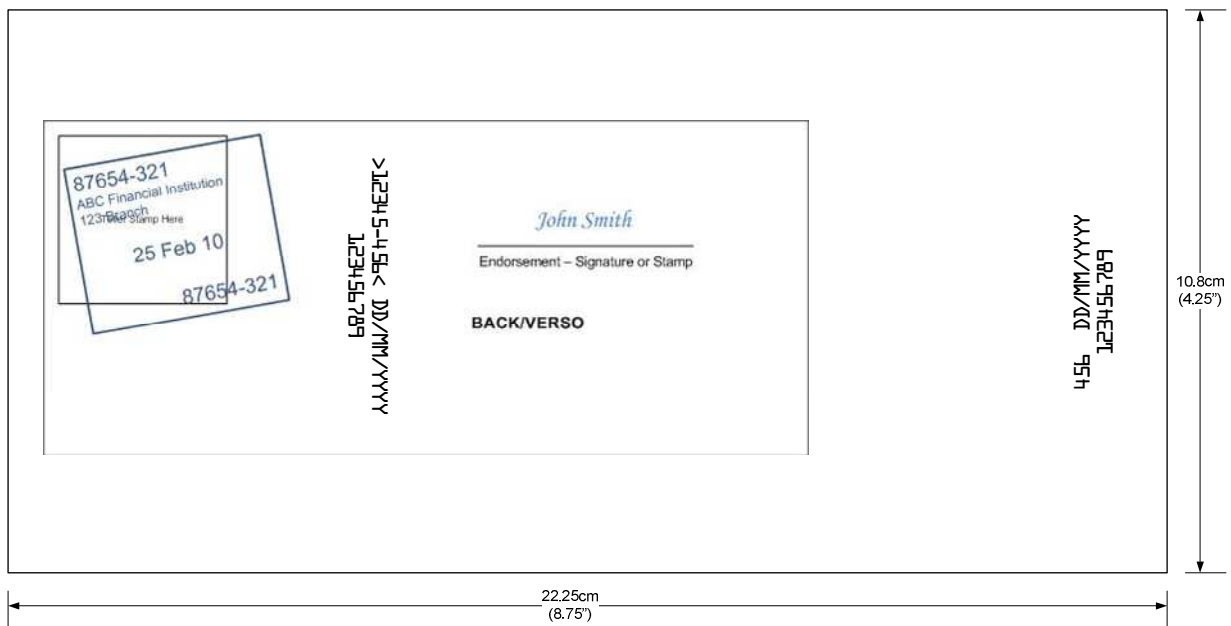 87654-321
ABC Financial Institution
123 Branch
Teller Stamp Here
25 Feb 10
87654-321
>12345-456> DD/MM/YYYY
123456789
John Smith
Endorsement – Signature or Stamp
BACK/VERSO
456 DD/MM/YYYY
123456789
10.8cm
(4.25”)
22.25cm
(8.75”)